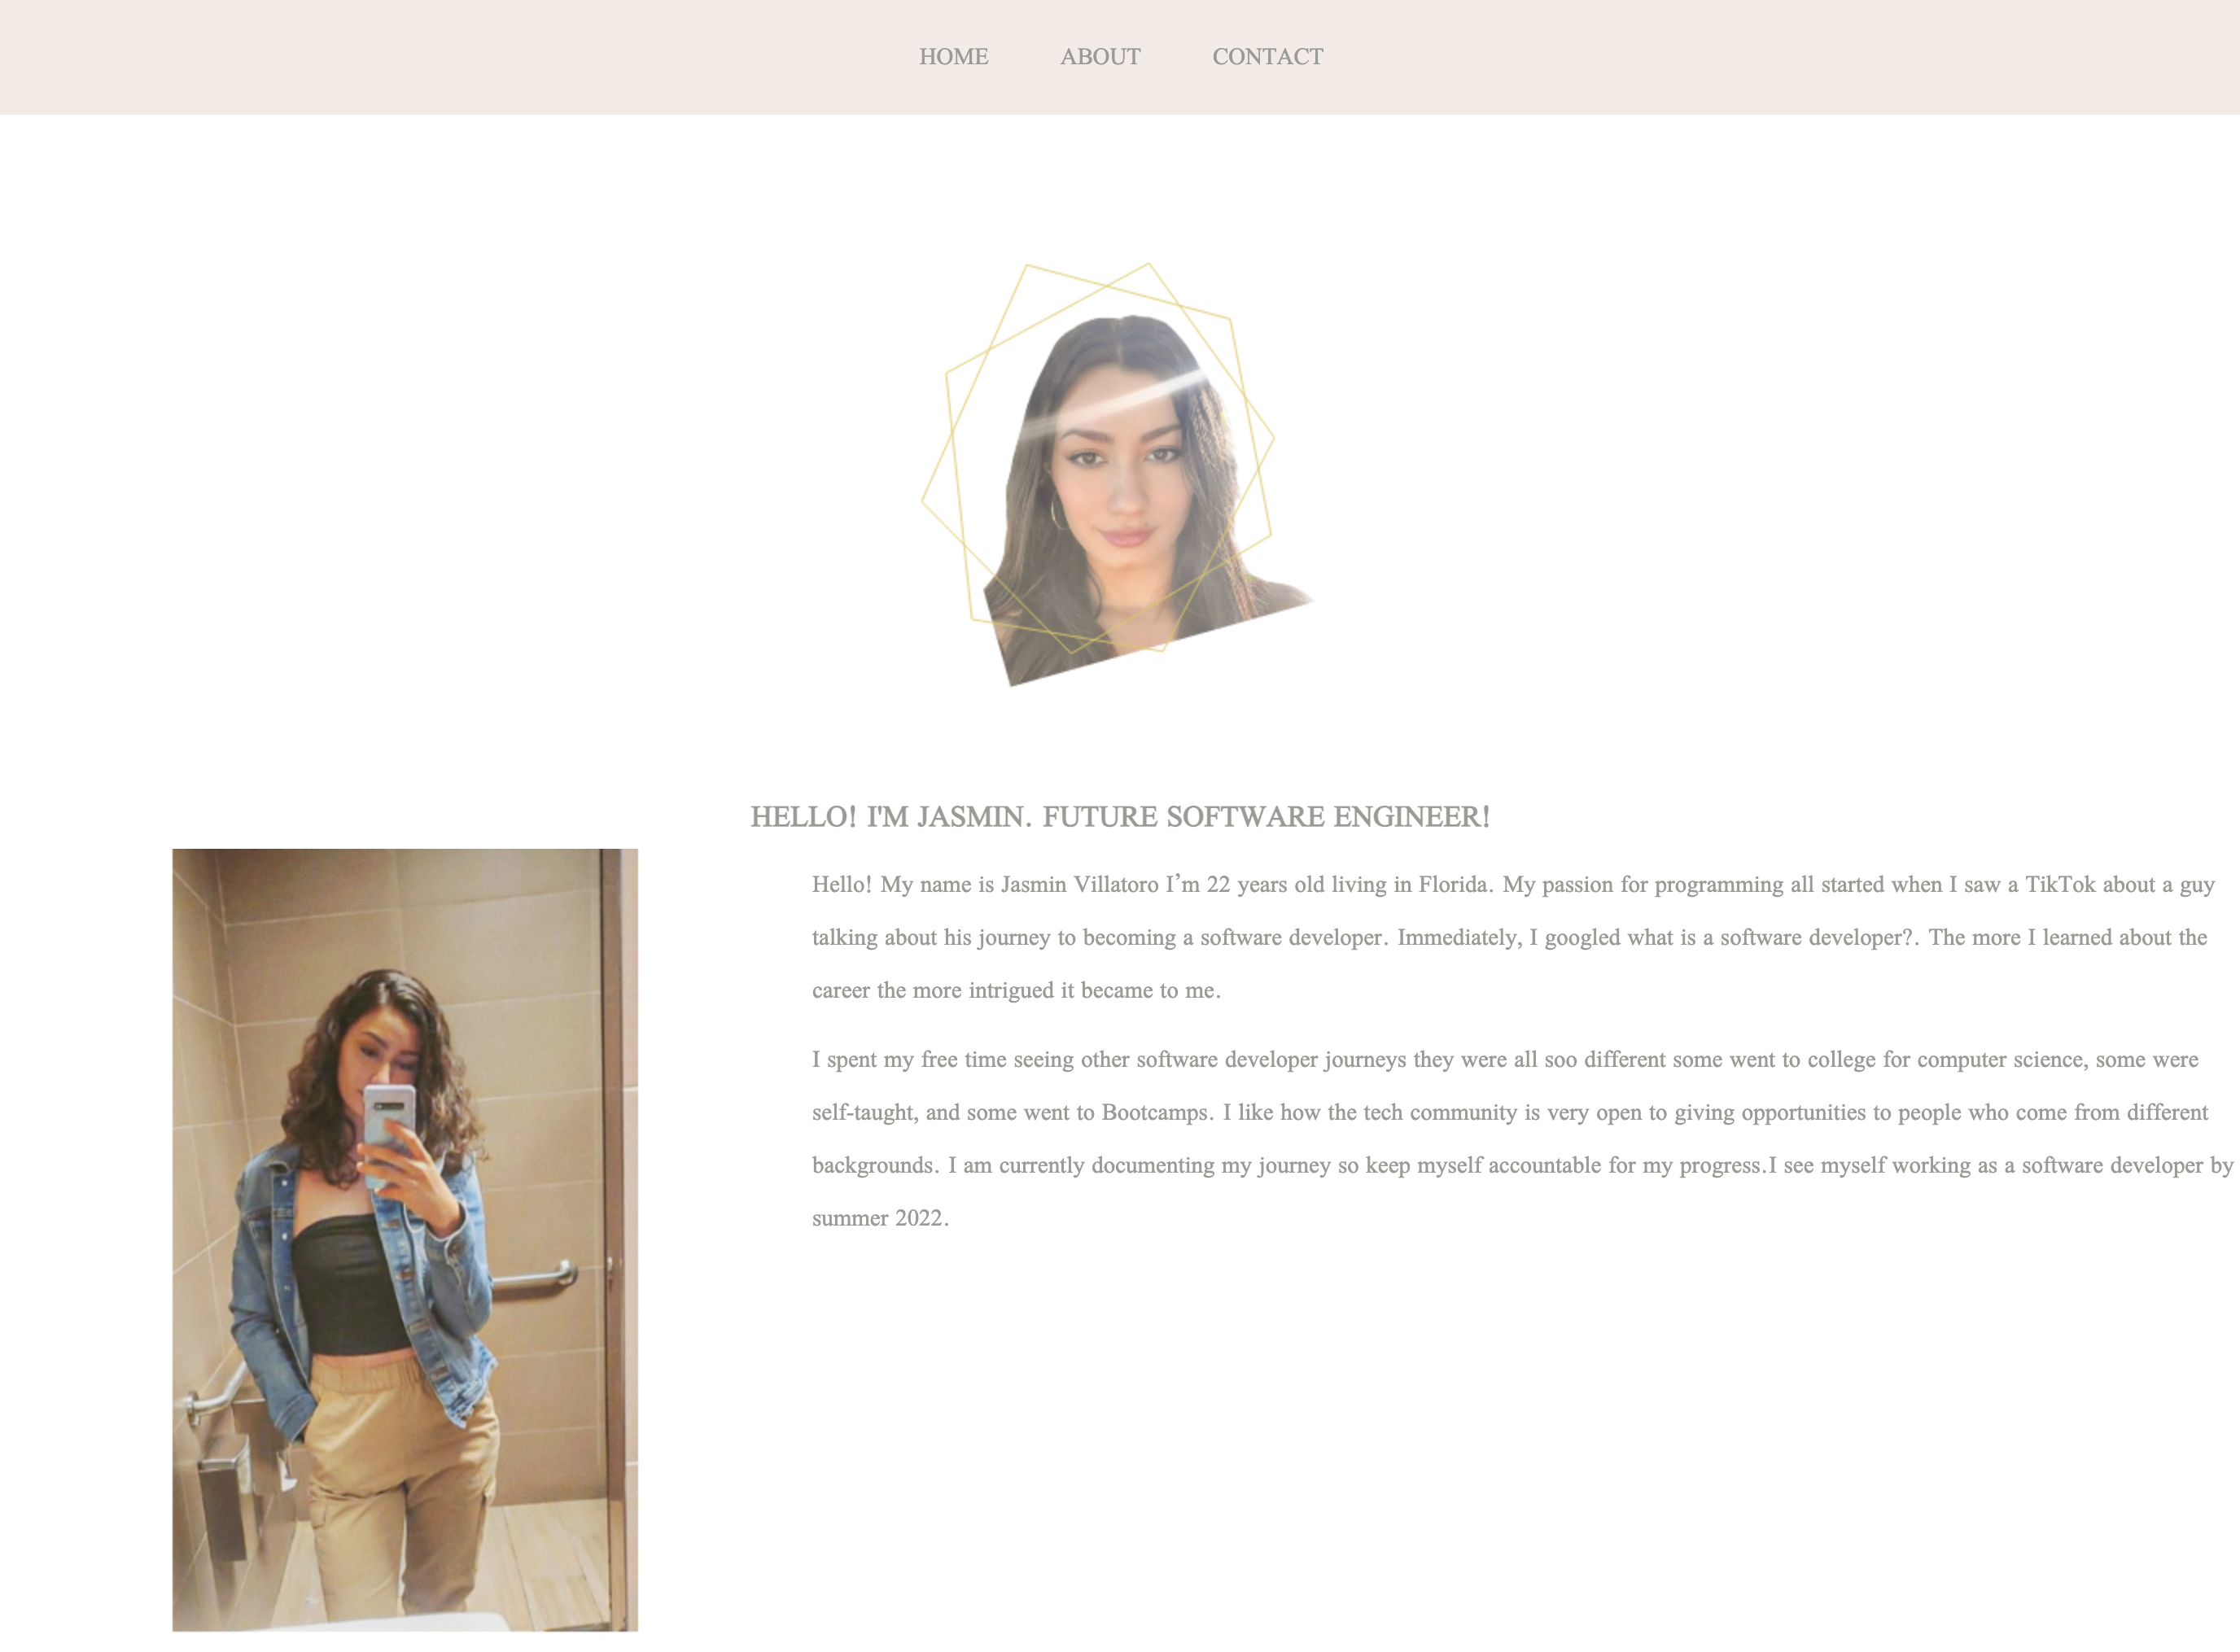 HOME ABOUT CONTACT
HELLO! I'M JASMIN. FUTURE SOFTWARE ENGINEER!
Hello! My name is Jasmin Villatoro I’m 22 years old living in Florida. My passion for programming all started when I saw a TikTok about a guy
talking about his journey to becoming a software developer. Immediately, I googled what is a software developer?. The more I learned about the
career the more intrigued it became to me.
I spent my free time seeing other software developer journeys they were all soo different some went to college for computer science, some were
self-taught, and some went to Bootcamps. I like how the tech community is very open to giving opportunities to people who come from different
backgrounds. I am currently documenting my journey so keep myself accountable for my progress.I see myself working as a software developer by
summer 2022.